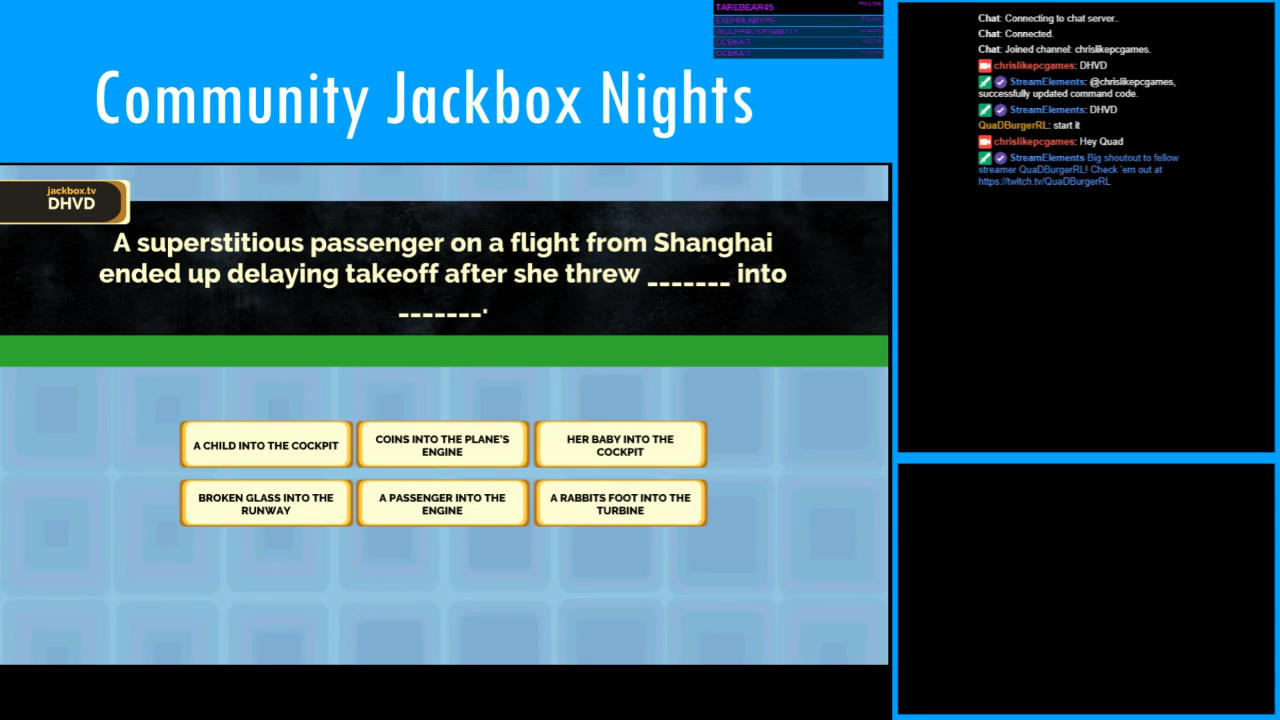 TAREBEAR45
EXEMPLARYME
Community Jackbox Nights
jackbox.tv
DHVD
A superstitious passenger on a flight from Shanghai
ended up delaying takeoff after she threw _______ into
_______.
A CHILD INTO THE COCKPIT
COINS INTO THE PLANE'S
ENGINE
HER BABY INTO THE
COCKPIT
BROKEN GLASS INTO THE
RUNWAY
A PASSENGER INTO THE
ENGINE
A RABBITS FOOT INTO THE
TURBINE
Chat: Connecting to chat server..
Chat: Connected.
Chat: Joined channel: chrislikepcgames.
chrislikepcgames: DHVD
StreamElements: @chrislikepcgames,
successfully updated command code.
StreamElements: DHVD
QuaDBurgerRL: start it
chrislikepcgames: Hey Quad
StreamElements Big shoutout to fellow
streamer QuaDBurgerRL! Check 'em out at
https://twitch.tv/QuaDBurgerRL